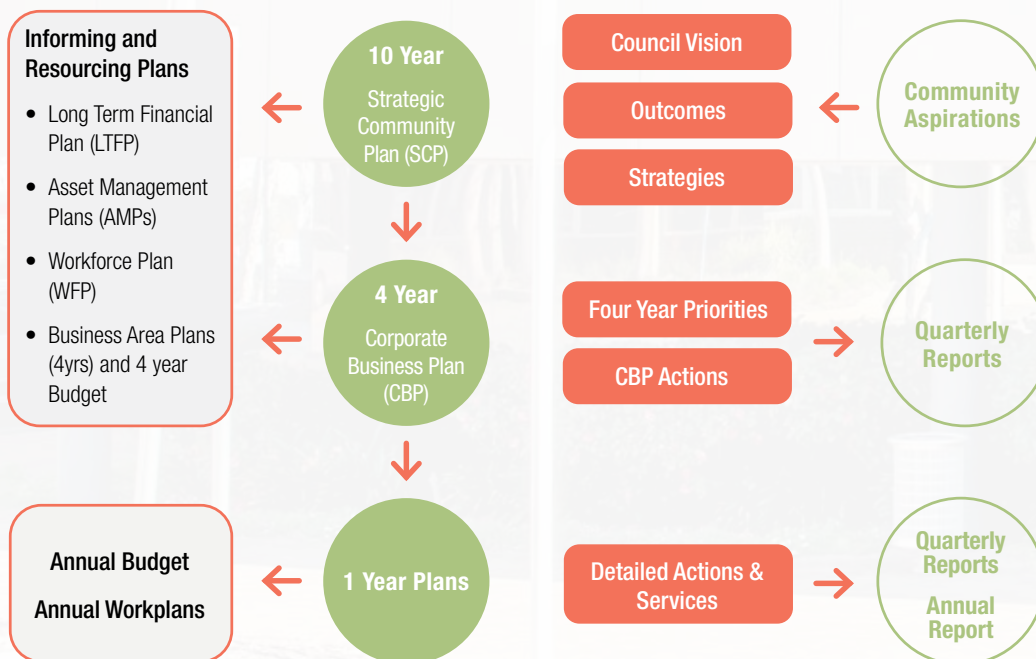 Informing and
Resourcing Plans
• Long Term Financial
Plan (LTFP)
• Asset Management
Plans (AMPs)
• Workforce Plan
(WFP)
• Business Area Plans
(4yrs) and 4 year
Budget
10 Year
Strategic
Community
Plan (SCP)
Council Vision
Outcomes
Strategies
Community
Aspirations
4 Year
Corporate
Business Plan
(CBP)
Four Year Priorities
CBP Actions
Quarterly
Reports
Annual Budget
Annual Workplans
1 Year Plans
Detailed Actions &
Services
Quarterly
Reports
Annual
Report